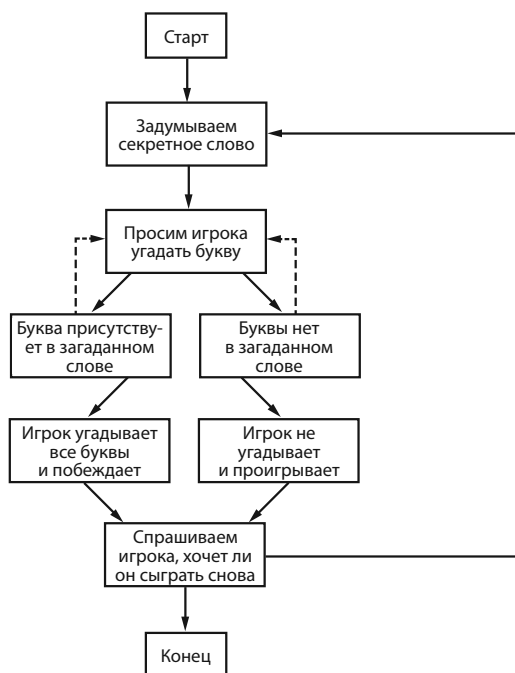 Старт
Задумываем
секретное слово
Просим игрока
угадать букву
Буква присутству-
ет в загаданном
слове
Буквы нет
в загаданном
слове
Игрок угадывает
все буквы
и побеждает
Игрок не
угадывает
и проигрывает
Спрашиваем
игрока, хочет ли
он сыграть снова
Конец